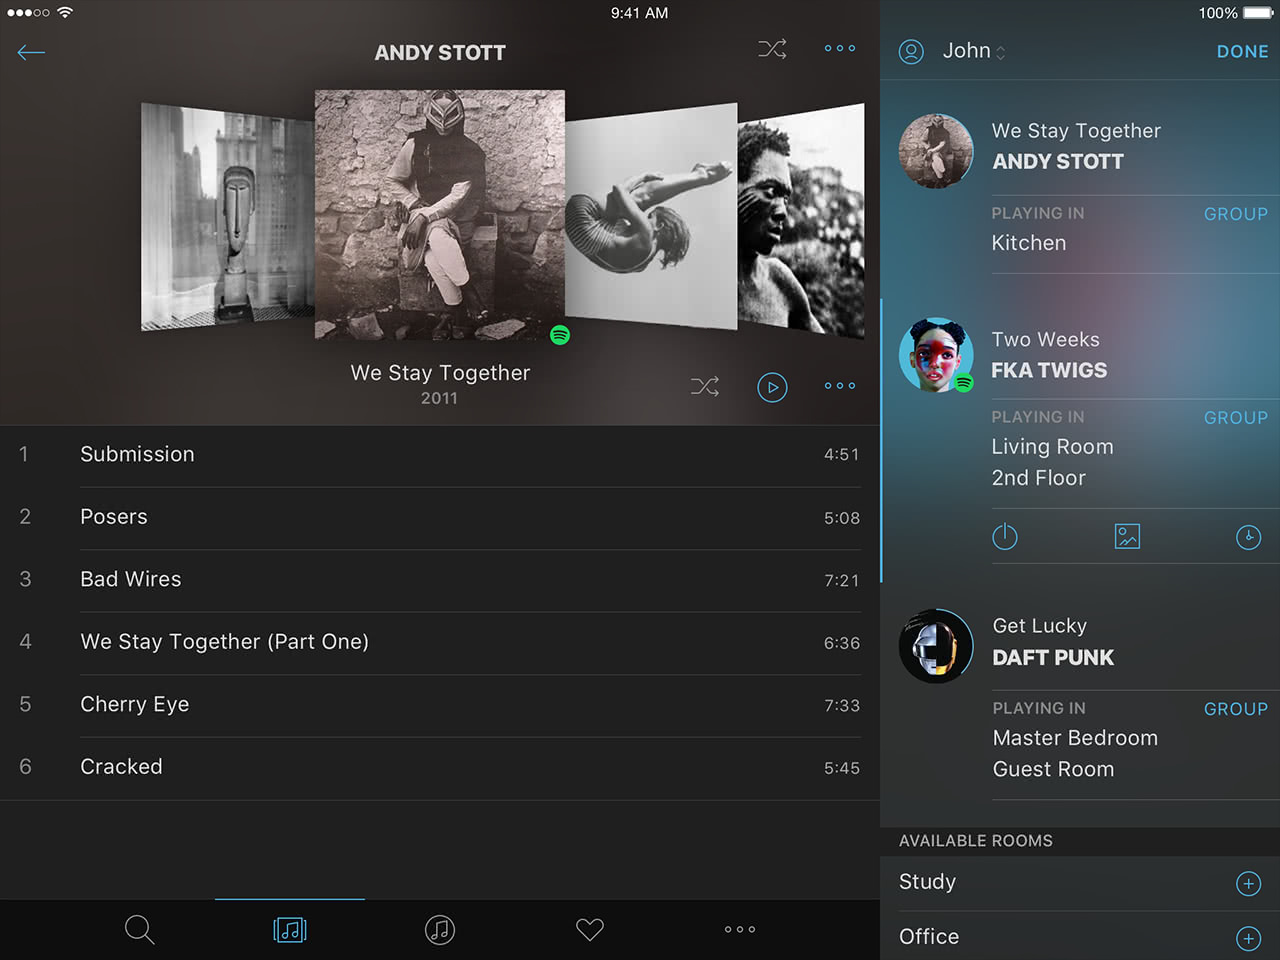 9:41 AM
100%
ANDY STOTT
We Stay Together
2011
1 Submission 4:51
2 Posers 5:08
3 Bad Wires 7:21
4 We Stay Together (Part One) 6:36
5 Cherry Eye 7:33
6 Cracked 5:45
John DONE
We Stay Together
ANDY STOTT
PLAYING IN GROUP
Kitchen
Two Weeks
FKA TWIGS
PLAYING IN GROUP
Living Room
2nd Floor
Get Lucky
DAFT PUNK
PLAYING IN GROUP
Master Bedroom
Guest Room
AVAILABLE ROOMS
Study
Office